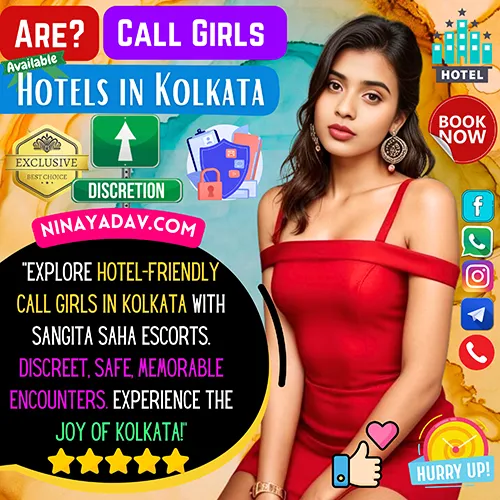 ARE? CALL GIRLS
Available
HOTELS IN KOLKATA
HOTEL
BOOK
NOW
EXCLUSIVE
BEST CHOICE
DISCRETION
NINAYADAV.COM
"EXPLORE HOTEL-FRIENDLY
CALL GIRLS IN KOLKATA WITH
SANGITA SAHA ESCORTS.
DISCREET, SAFE, MEMORABLE
ENCOUNTERS. EXPERIENCE THE
JOY OF KOLKATA!"
HURRY UP!